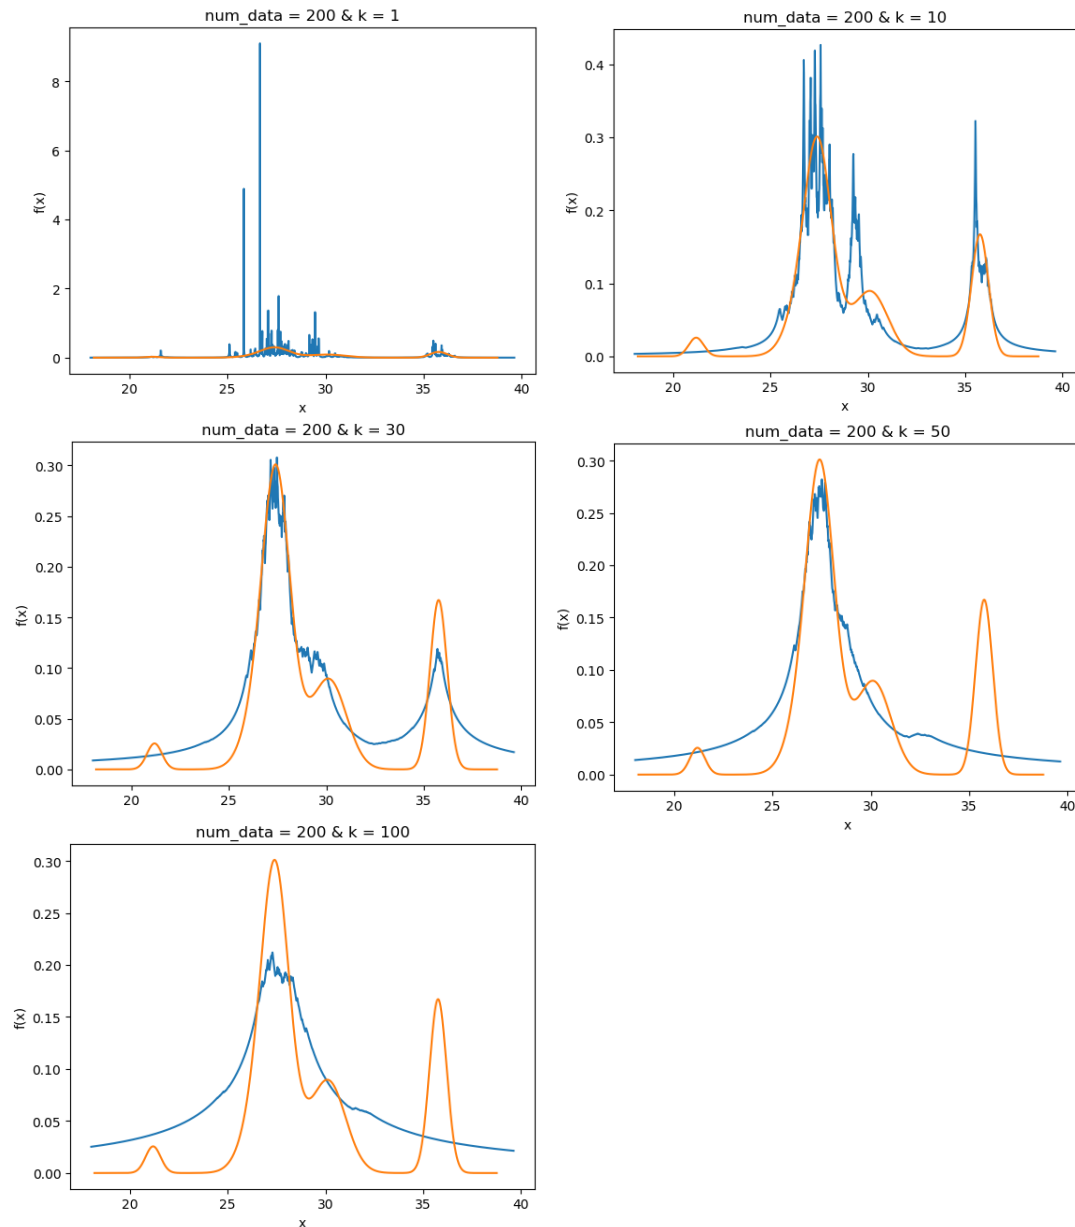 num_data = 200 & k = 1
f(x)
8
6
4
2
0
20 25 30 35 40
x
num_data = 200 & k = 10
f(x)
0.4
0.3
0.2
0.1
0.0
20 25 30 35 40
x
num_data = 200 & k = 30
f(x)
0.30
0.25
0.20
0.15
0.10
0.05
0.00
20 25 30 35 40
x
num_data = 200 & k = 50
f(x)
0.30
0.25
0.20
0.15
0.10
0.05
0.00
20 25 30 35 40
x
num_data = 200 & k = 100
f(x)
0.30
0.25
0.20
0.15
0.10
0.05
0.00
20 25 30 35 40
x